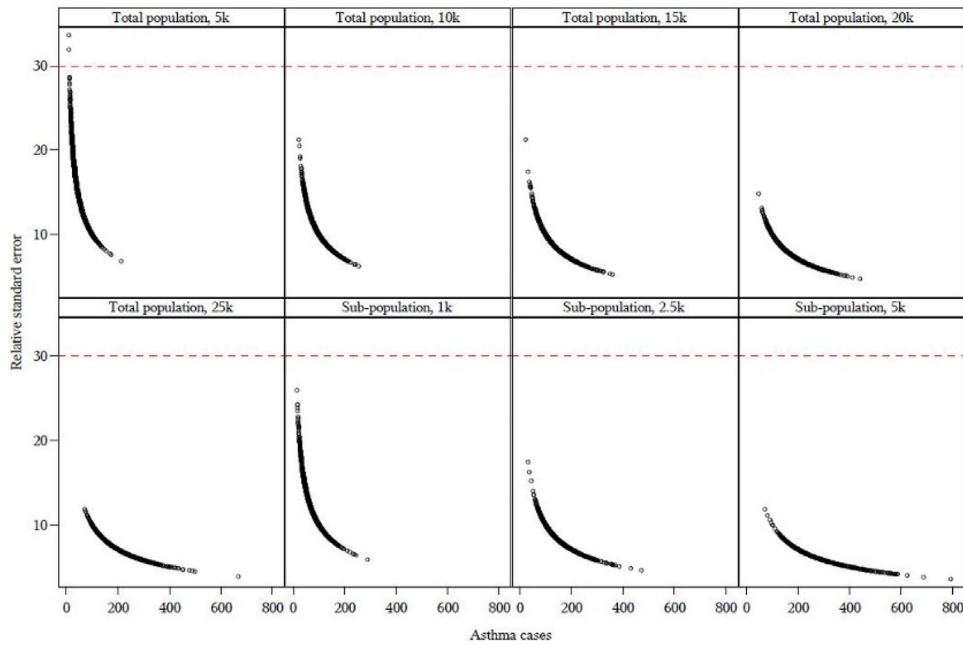 Total population, 5k
Total population, 10k
Total population, 15k
Total population, 20k
30
20
10
Total population, 25k
Sub-population, 1k
Sub-population, 2.5k
Sub-population, 5k
30
20
10
Relative standard error
0 200 400 600 800 0 200 400 600 800 0 200 400 600 800 0 200 400 600 800
Asthma cases